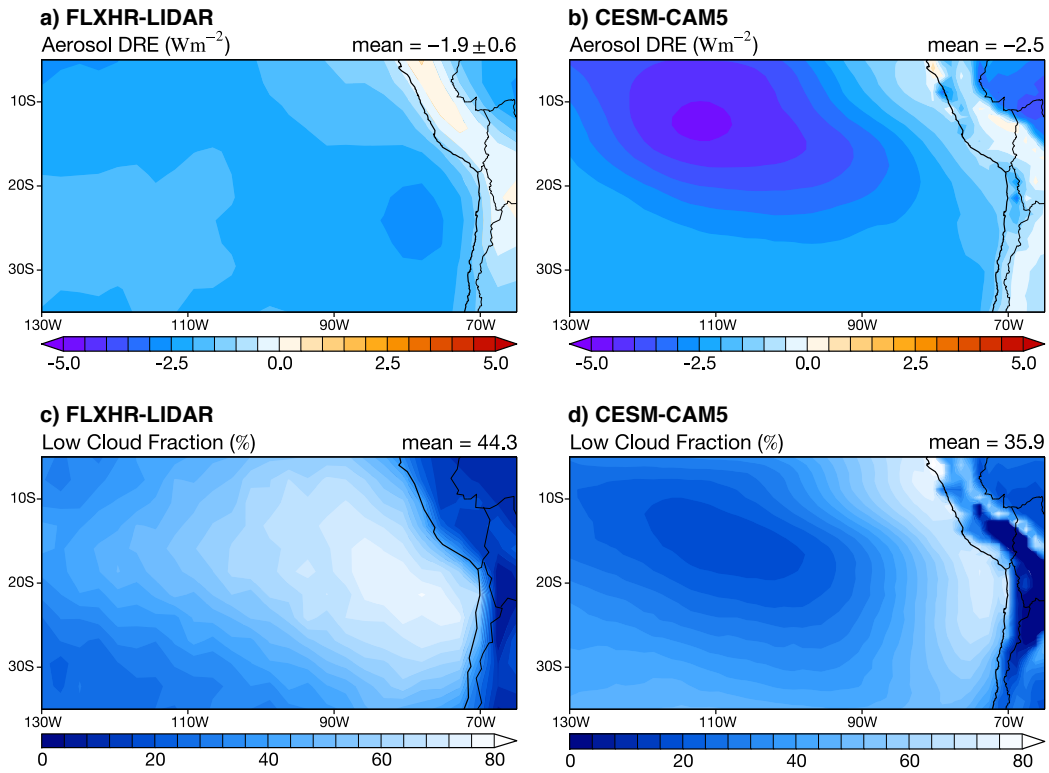 a) FLXHR-LIDAR
Aerosol DRE (Wm−2) mean = −1.9 ±0.6
10S
20S
30S
130W 110W 90W 70W
−5.0 −2.5 0.0 2.5 5.0
b) CESM-CAM5
Aerosol DRE (Wm−2) mean = −2.5
10S
20S
30S
130W 110W 90W 70W
−5.0 −2.5 0.0 2.5 5.0
c) FLXHR-LIDAR
Low Cloud Fraction (%) mean = 44.3
10S
20S
30S
130W 110W 90W 70W
0 20 40 60 80
d) CESM-CAM5
Low Cloud Fraction (%) mean = 35.9
10S
20S
30S
130W 110W 90W 70W
0 20 40 60 80